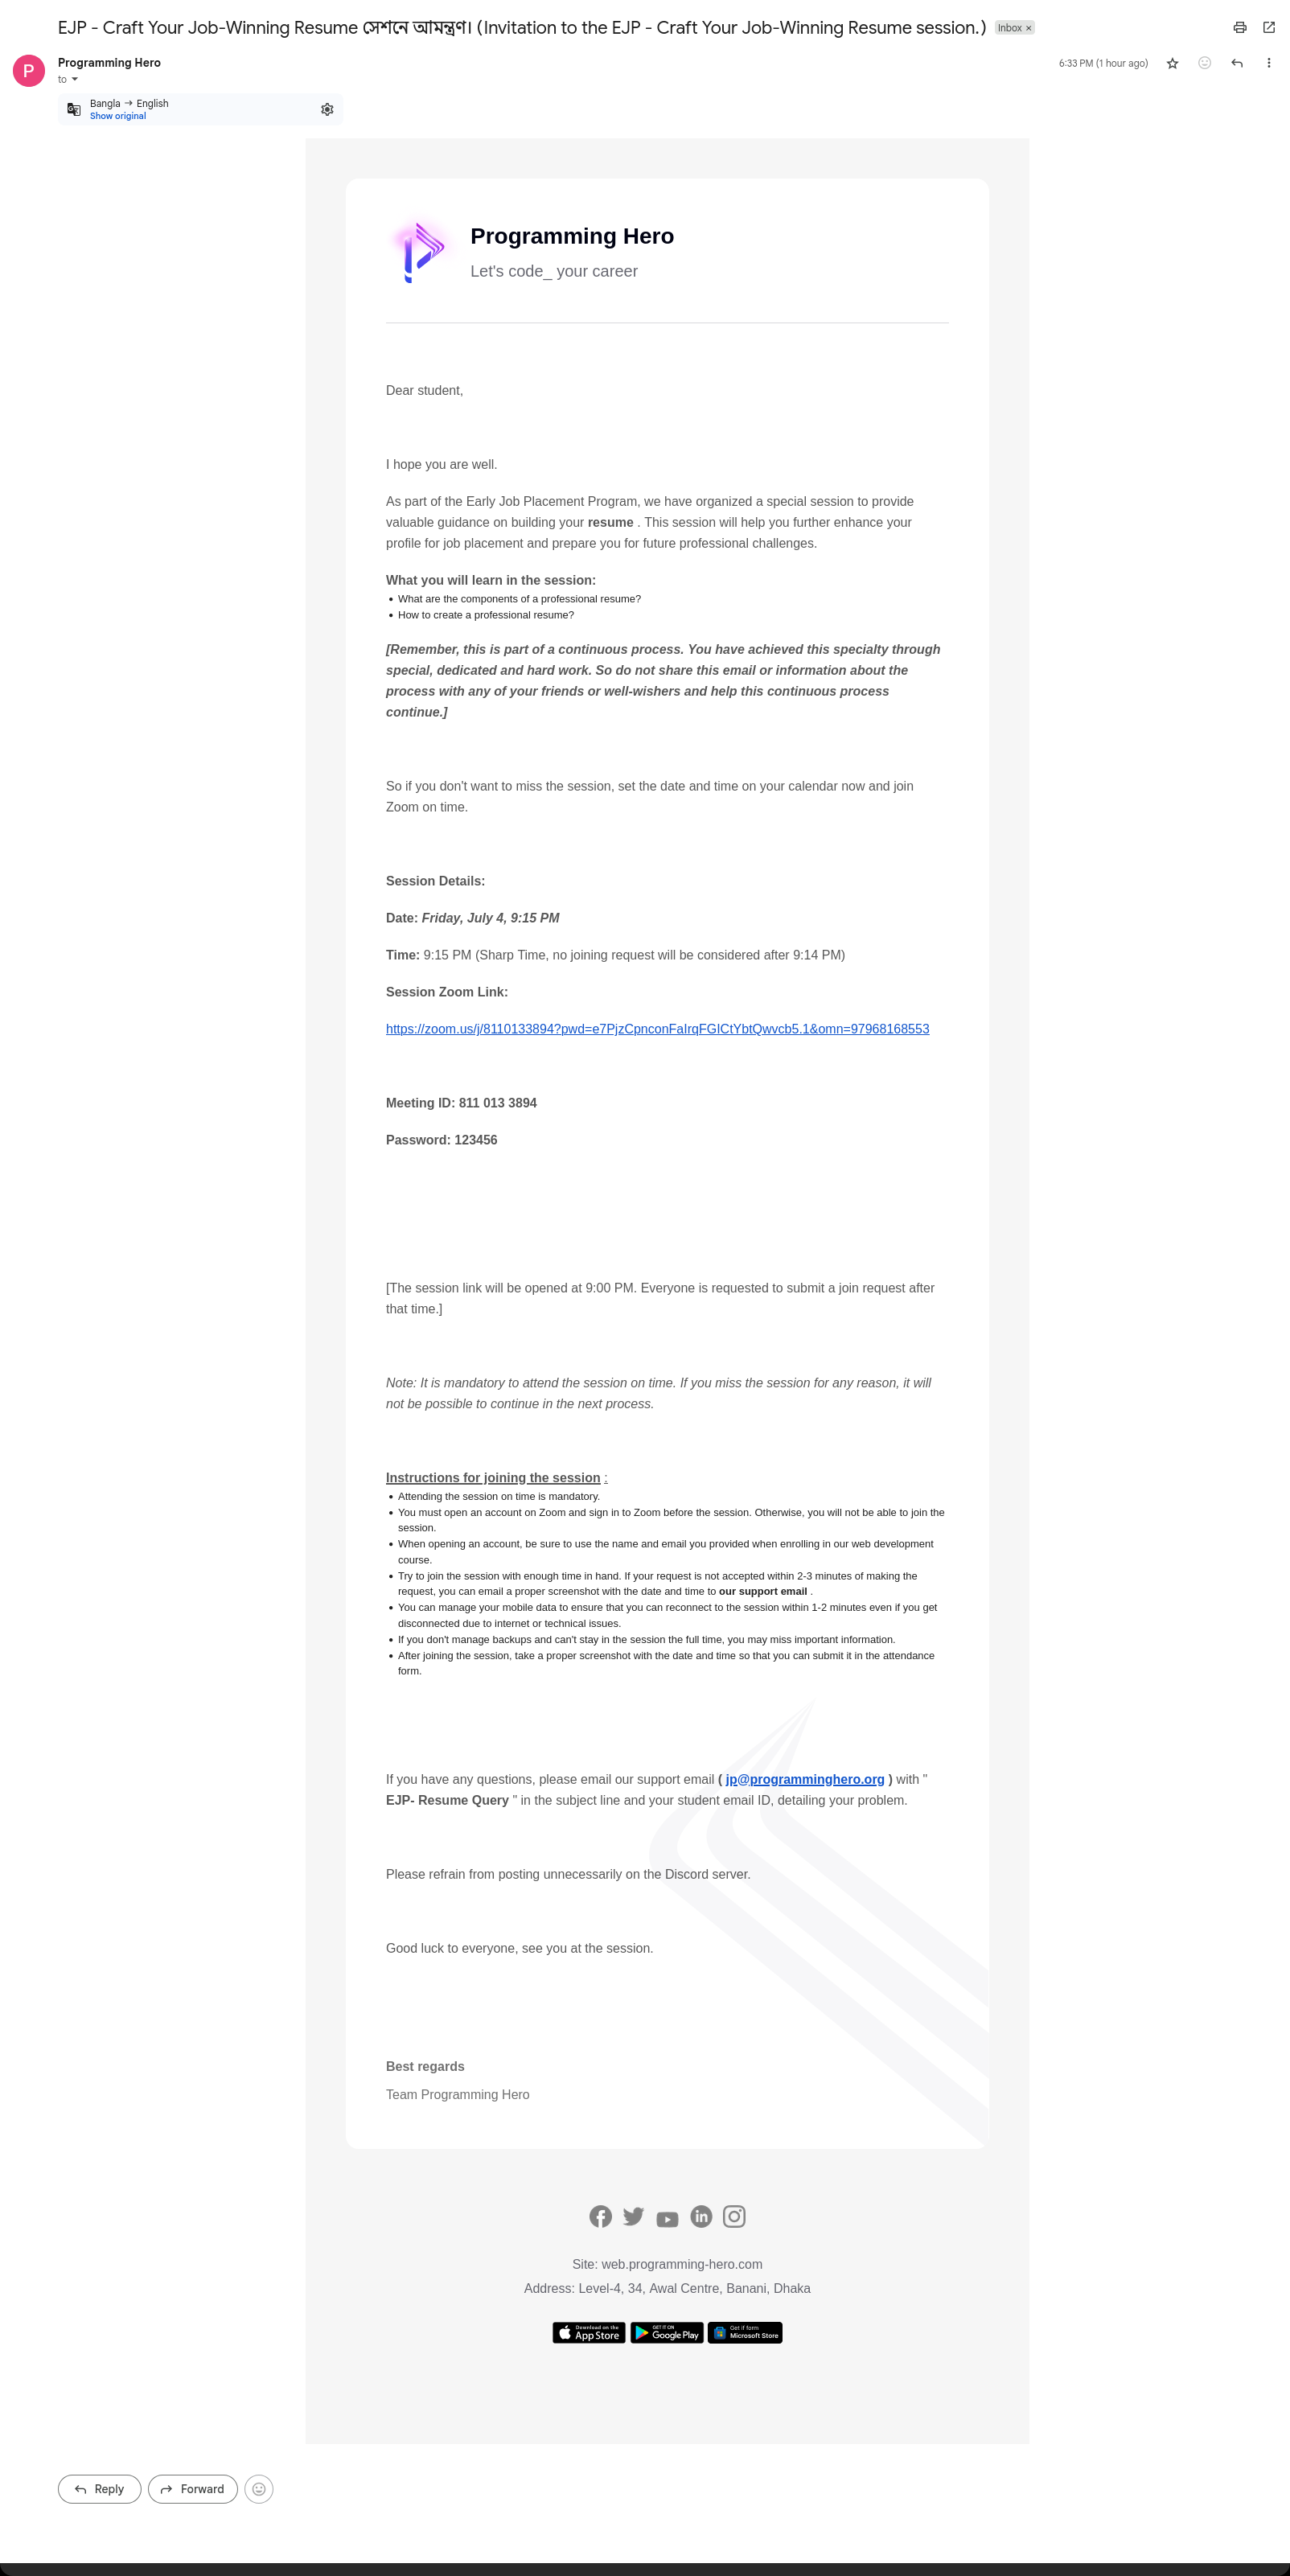 EJP - Craft Your Job-Winning Resume সেশনে আমন্ত্রণ। (Invitation to the EJP - Craft Your Job-Winning Resume session.) Inbox ×
Programming Hero
6:33 PM (1 hour ago)
P
to
Bangla → English
Show original
Programming Hero
Let's code_ your career
Dear student,
I hope you are well.
As part of the Early Job Placement Program, we have organized a special session to provide
valuable guidance on building your resume . This session will help you further enhance your
profile for job placement and prepare you for future professional challenges.
What you will learn in the session:
• What are the components of a professional resume?
• How to create a professional resume?
[Remember, this is part of a continuous process. You have achieved this specialty through
special, dedicated and hard work. So do not share this email or information about the
process with any of your friends or well-wishers and help this continuous process
continue.]
So if you don't want to miss the session, set the date and time on your calendar now and join
Zoom on time.
Session Details:
Date: Friday, July 4, 9:15 PM
Time: 9:15 PM (Sharp Time, no joining request will be considered after 9:14 PM)
Session Zoom Link:
https://zoom.us/j/8110133894?pwd=e7PjzCpnconFaIrqFGICtYbtQwvcb5.1&omn=97968168553
Meeting ID: 811 013 3894
Password: 123456
[The session link will be opened at 9:00 PM. Everyone is requested to submit a join request after
that time.]
Note: It is mandatory to attend the session on time. If you miss the session for any reason, it will
not be possible to continue in the next process.
Instructions for joining the session :
• Attending the session on time is mandatory.
• You must open an account on Zoom and sign in to Zoom before the session. Otherwise, you will not be able to join the
session.
• When opening an account, be sure to use the name and email you provided when enrolling in our web development
course.
• Try to join the session with enough time in hand. If your request is not accepted within 2-3 minutes of making the
request, you can email a proper screenshot with the date and time to our support email .
• You can manage your mobile data to ensure that you can reconnect to the session within 1-2 minutes even if you get
disconnected due to internet or technical issues.
• If you don't manage backups and can't stay in the session the full time, you may miss important information.
• After joining the session, take a proper screenshot with the date and time so that you can submit it in the attendance
form.
If you have any questions, please email our support email ( jp@programminghero.org ) with "
EJP- Resume Query " in the subject line and your student email ID, detailing your problem.
Please refrain from posting unnecessarily on the Discord server.
Good luck to everyone, see you at the session.
Best regards
Team Programming Hero
Site: web.programming-hero.com
Address: Level-4, 34, Awal Centre, Banani, Dhaka
Download on the App Store
GET IT ON Google Play
Get it form Microsoft Store
Reply
Forward